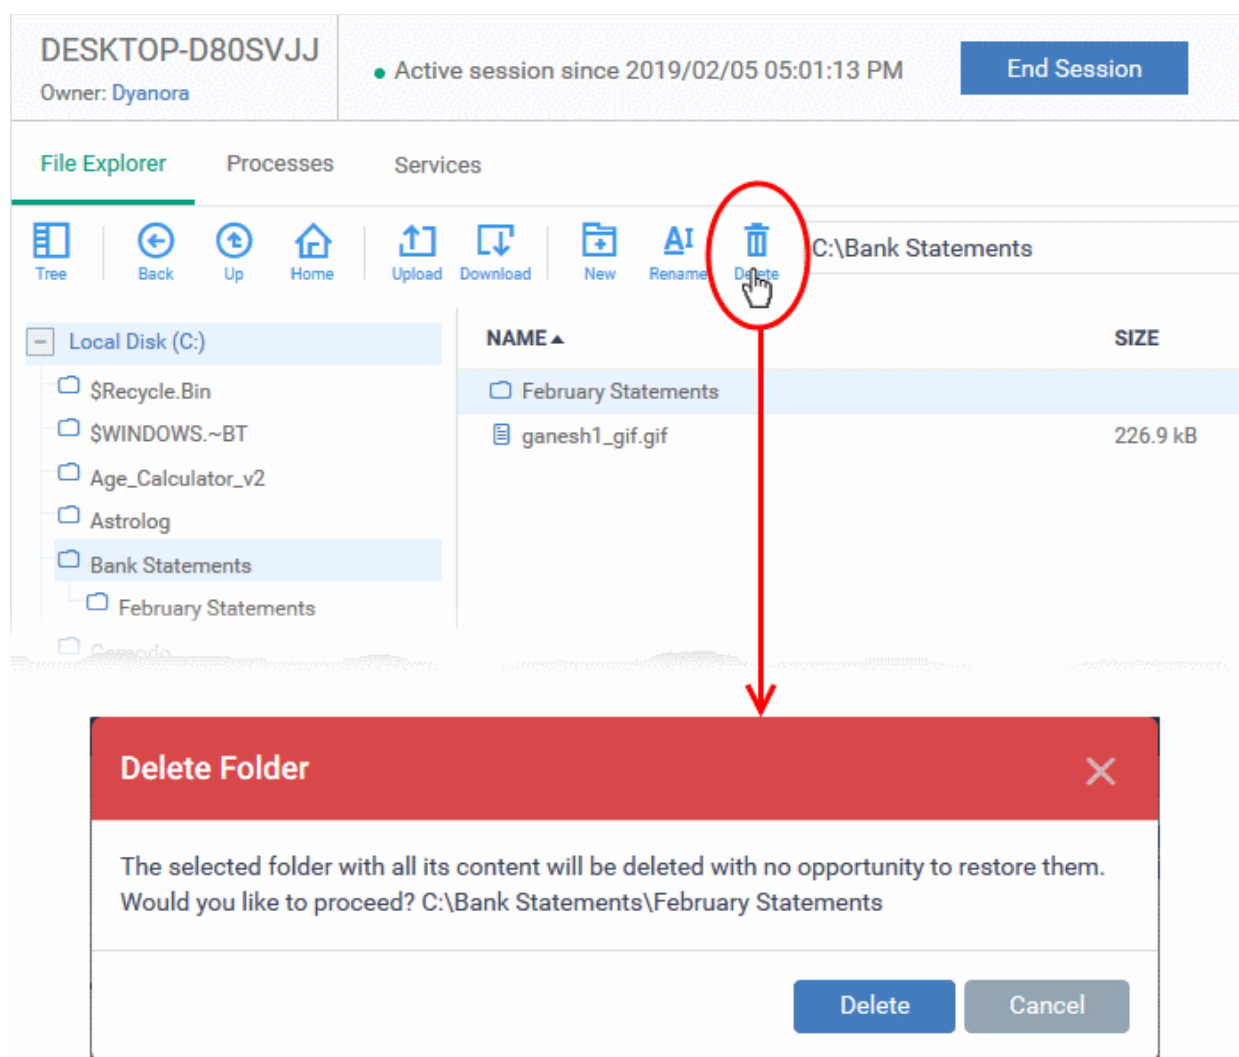 DESKTOP-D80SVJJ
Owner: Dyanora
Active session since 2019/02/05 05:01:13 PM
End Session
File Explorer
Processes
Services
Tree
Back
Up
Home
Upload
Download
New
Rename
Delete
C:\Bank Statements
Local Disk (C:)
$Recycle.Bin
$WINDOWS.~BT
Age_Calculator_v2
Astrolog
Bank Statements
February Statements
Comodo
NAME
SIZE
February Statements
ganesh1_gif.gif
226.9 kB
Delete Folder
The selected folder with all its content will be deleted with no opportunity to restore them.
Would you like to proceed? C:\Bank Statements\February Statements
Delete
Cancel